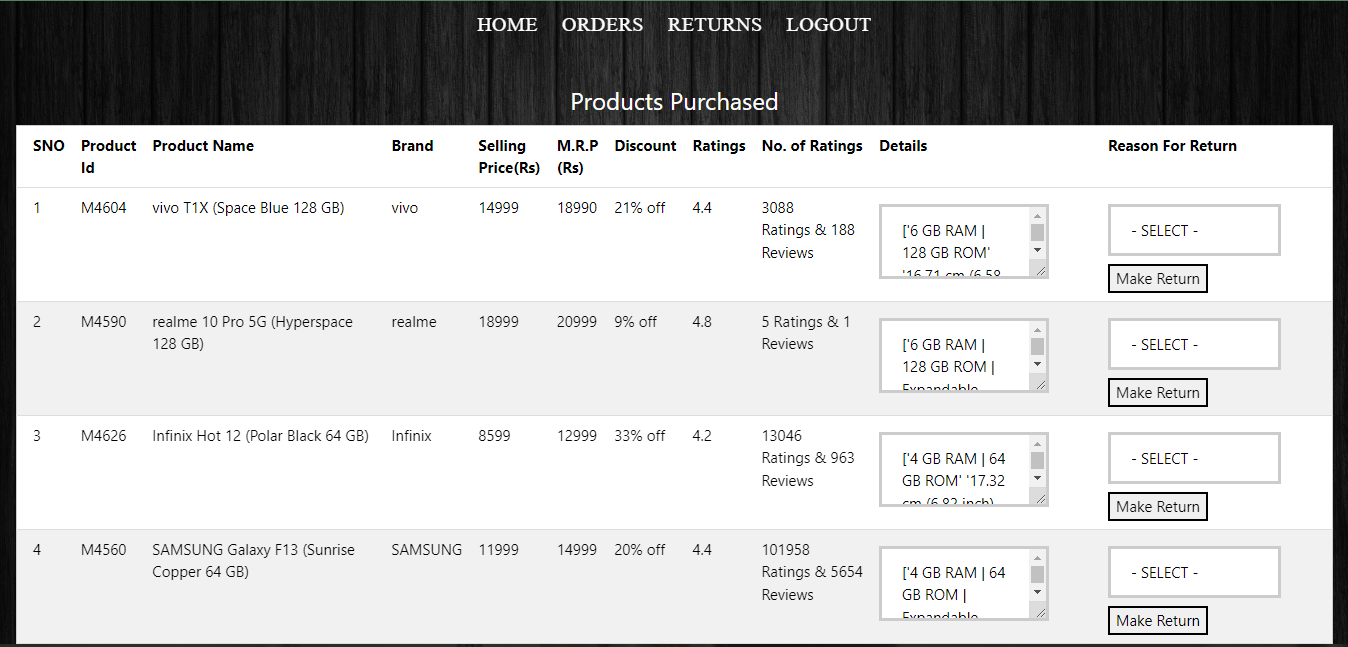 HOME ORDERS RETURNS LOGOUT
Products Purchased
SNO Product Id Product Name Brand Selling Price(Rs) M.R.P (Rs) Discount Ratings No. of Ratings Details Reason For Return
1 M4604 vivo T1X (Space Blue 128 GB) vivo 14999 18990 21% off 4.4 3088
Ratings & 188
Reviews
['6 GB RAM |
128 GB ROM'
'16.71 cm (6.58
- SELECT -
Make Return
2 M4590 realme 10 Pro 5G (Hyperspace
128 GB) realme 18999 20999 9% off 4.8 5 Ratings & 1
Reviews
['6 GB RAM |
128 GB ROM |
Expandable
- SELECT -
Make Return
3 M4626 Infinix Hot 12 (Polar Black 64 GB) Infinix 8599 12999 33% off 4.2 13046
Ratings & 963
Reviews
['4 GB RAM | 64
GB ROM' '17.32
cm (6.82 inch)
- SELECT -
Make Return
4 M4560 SAMSUNG Galaxy F13 (Sunrise
Copper 64 GB) SAMSUNG 11999 14999 20% off 4.4 101958
Ratings & 5654
Reviews
['4 GB RAM | 64
GB ROM |
Expandable
- SELECT -
Make Return